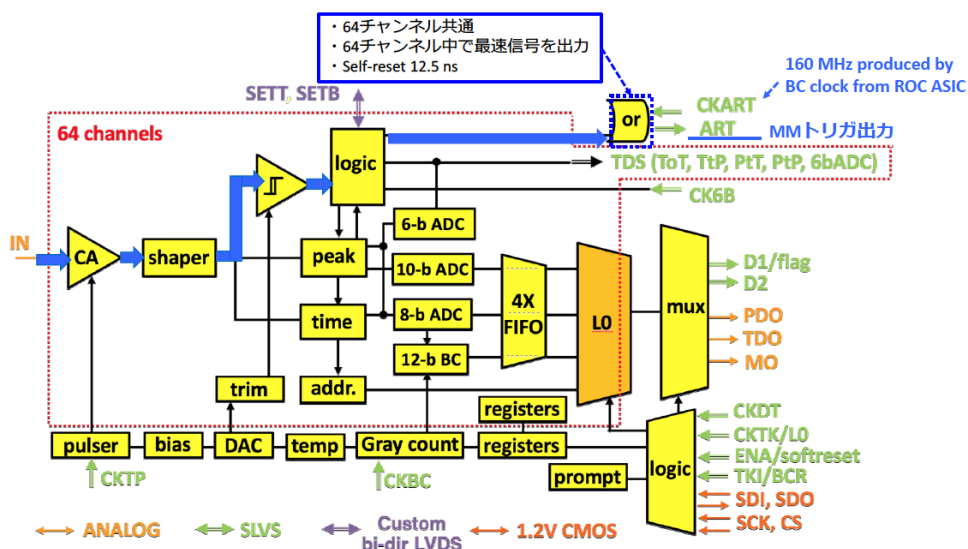 ・64チャンネル共通
・64チャンネル中で最速信号を出力
・Self-reset 12.5 ns
160 MHz produced by
BC clock from ROC ASIC
SETT, SETB
64 channels
or
CKART
ART
MMトリガ出力
logic
TDS (ToT, TtP, PtT, PtP, 6bADC)
CK6B
IN
CA
shaper
6-b ADC
peak
10-b ADC
time
8-b ADC
12-b BC
4X
FIFO
L0
mux
D1/flag
D2
PDO
TDO
MO
trim
addr.
registers
pulser
bias
DAC
temp
Gray count
registers
logic
prompt
CKDT
CKTK/L0
ENA/softreset
TKI/BCR
SDI, SDO
SCK, CS
CKTP
CKBC
ANALOG
SLVS
Custom
bi-dir LVDS
1.2V CMOS